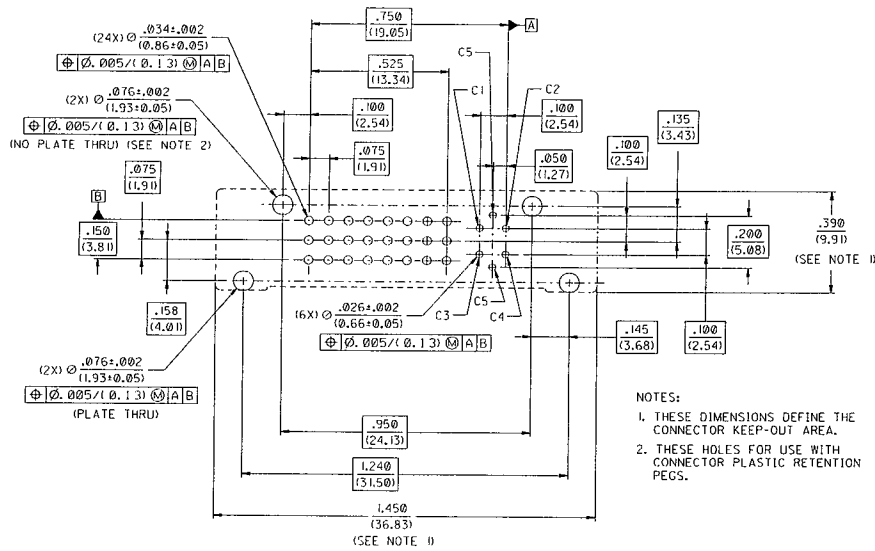 .750
(19.05)
A
(24X) Ø .034±.002
(0.86±0.05)
⌖ Ø.005/(0.13) Ⓜ A B
.525
(13.34)
C5
C1
C2
(2X) Ø .076±.002
(1.93±0.05)
⌖ Ø.005/(0.13) Ⓜ A B
(NO PLATE THRU) (SEE NOTE 2)
.100
(2.54)
.100
(2.54)
.135
(3.43)
.100
(2.54)
.075
(1.91)
.075
(1.91)
.050
(1.27)
B
.150
(3.81)
.390
(9.91)
(SEE NOTE 1)
.200
(5.08)
.158
(4.01)
(6X) Ø .026±.002
(0.66±0.05)
⌖ Ø.005/(0.13) Ⓜ A B
C3
C5
C4
.145
(3.68)
.100
(2.54)
(2X) Ø .076±.002
(1.93±0.05)
⌖ Ø.005/(0.13) Ⓜ A B
(PLATE THRU)
.950
(24.13)
1.240
(31.50)
1.450
(36.83)
(SEE NOTE 1)
NOTES:
1. THESE DIMENSIONS DEFINE THE
CONNECTOR KEEP-OUT AREA.
2. THESE HOLES FOR USE WITH
CONNECTOR PLASTIC RETENTION
PEGS.